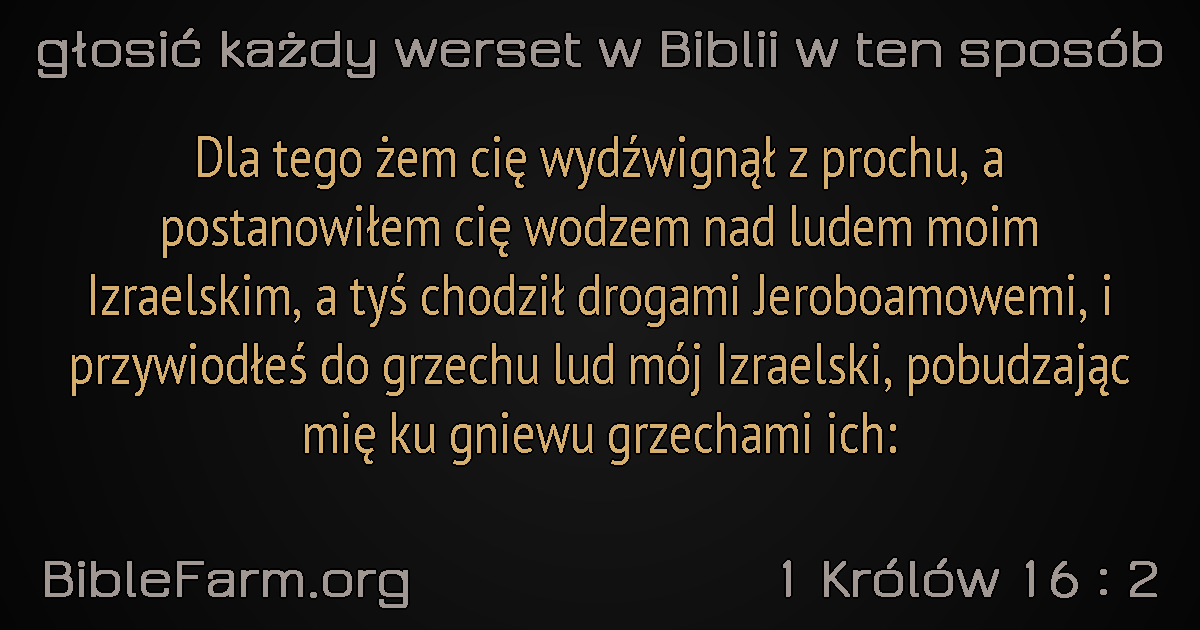 głosić każdy werset w Biblii w ten sposób
Dla tego żem cię wydźwignął z prochu, a
postanowiłem cię wodzem nad ludem moim
Izraelskim, a tyś chodził drogami Jeroboamowemi, i
przywiodłeś do grzechu lud mój Izraelski, pobudzając
mię ku gniewu grzechami ich:
BibleFarm.org
1 Królów 16 : 2